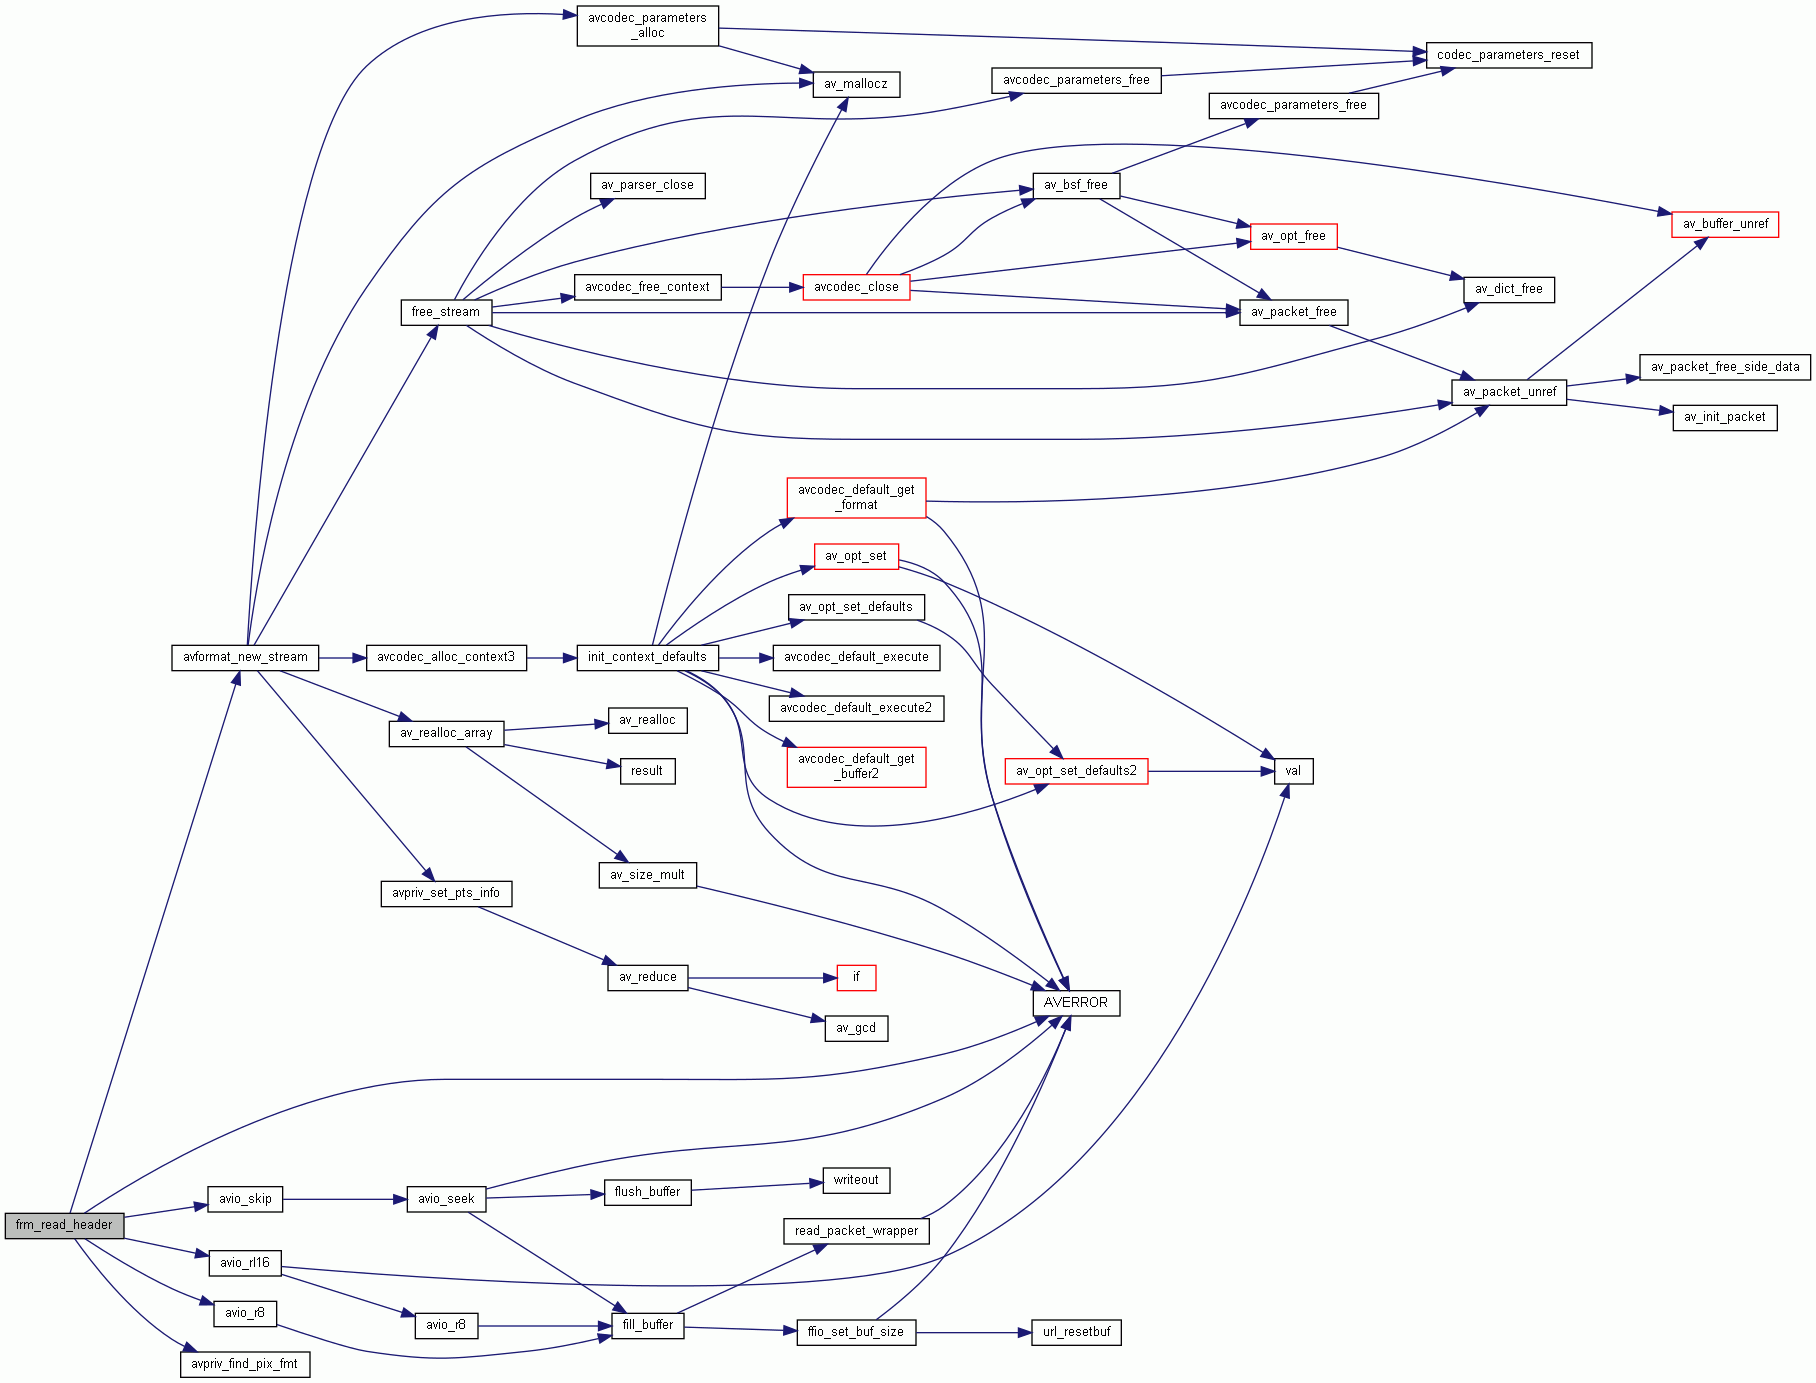 avcodec_parameters
_alloc
codec_parameters_reset
avcodec_parameters_free
av_mallocz
avcodec_parameters_free
av_parser_close
av_bsf_free
av_buffer_unref
av_opt_free
avcodec_free_context
avcodec_close
av_dict_free
free_stream
av_packet_free
av_packet_free_side_data
av_packet_unref
av_init_packet
avcodec_default_get
_format
av_opt_set
av_opt_set_defaults
avformat_new_stream
avcodec_alloc_context3
init_context_defaults
avcodec_default_execute
avcodec_default_execute2
av_realloc
av_realloc_array
avcodec_default_get
_buffer2
result
av_opt_set_defaults2
val
av_size_mult
avpriv_set_pts_info
av_reduce
if
AVERROR
av_gcd
writeout
flush_buffer
avio_skip
avio_seek
frm_read_header
read_packet_wrapper
avio_rl16
avio_r8
avio_r8
fill_buffer
ffio_set_buf_size
url_resetbuf
avpriv_find_pix_fmt